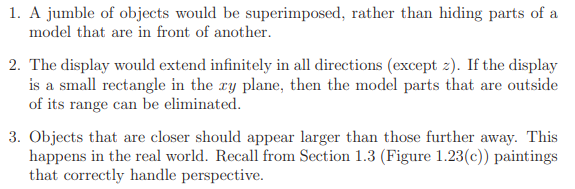 1. A jumble of objects would be superimposed, rather than hiding parts of a
model that are in front of another.
2. The display would extend infinitely in all directions (except z). If the display
is a small rectangle in the xy plane, then the model parts that are outside
of its range can be eliminated.
3. Objects that are closer should appear larger than those further away. This
happens in the real world. Recall from Section 1.3 (Figure 1.23(c)) paintings
that correctly handle perspective.